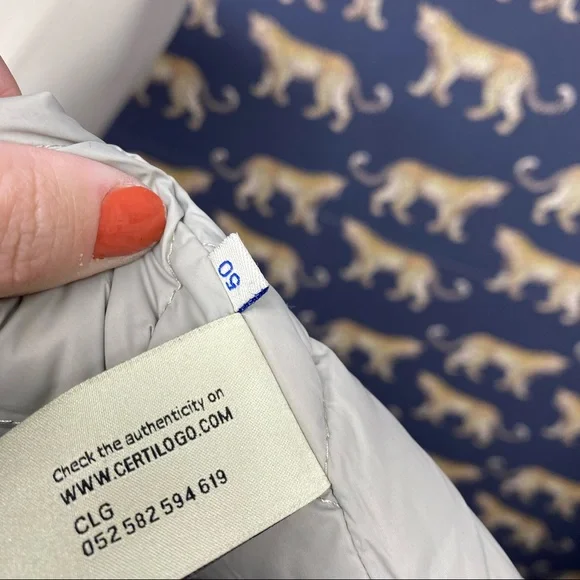 50
Check the authenticity on
WWW.CERTILOGO.COM
CLG
052 582 594 619